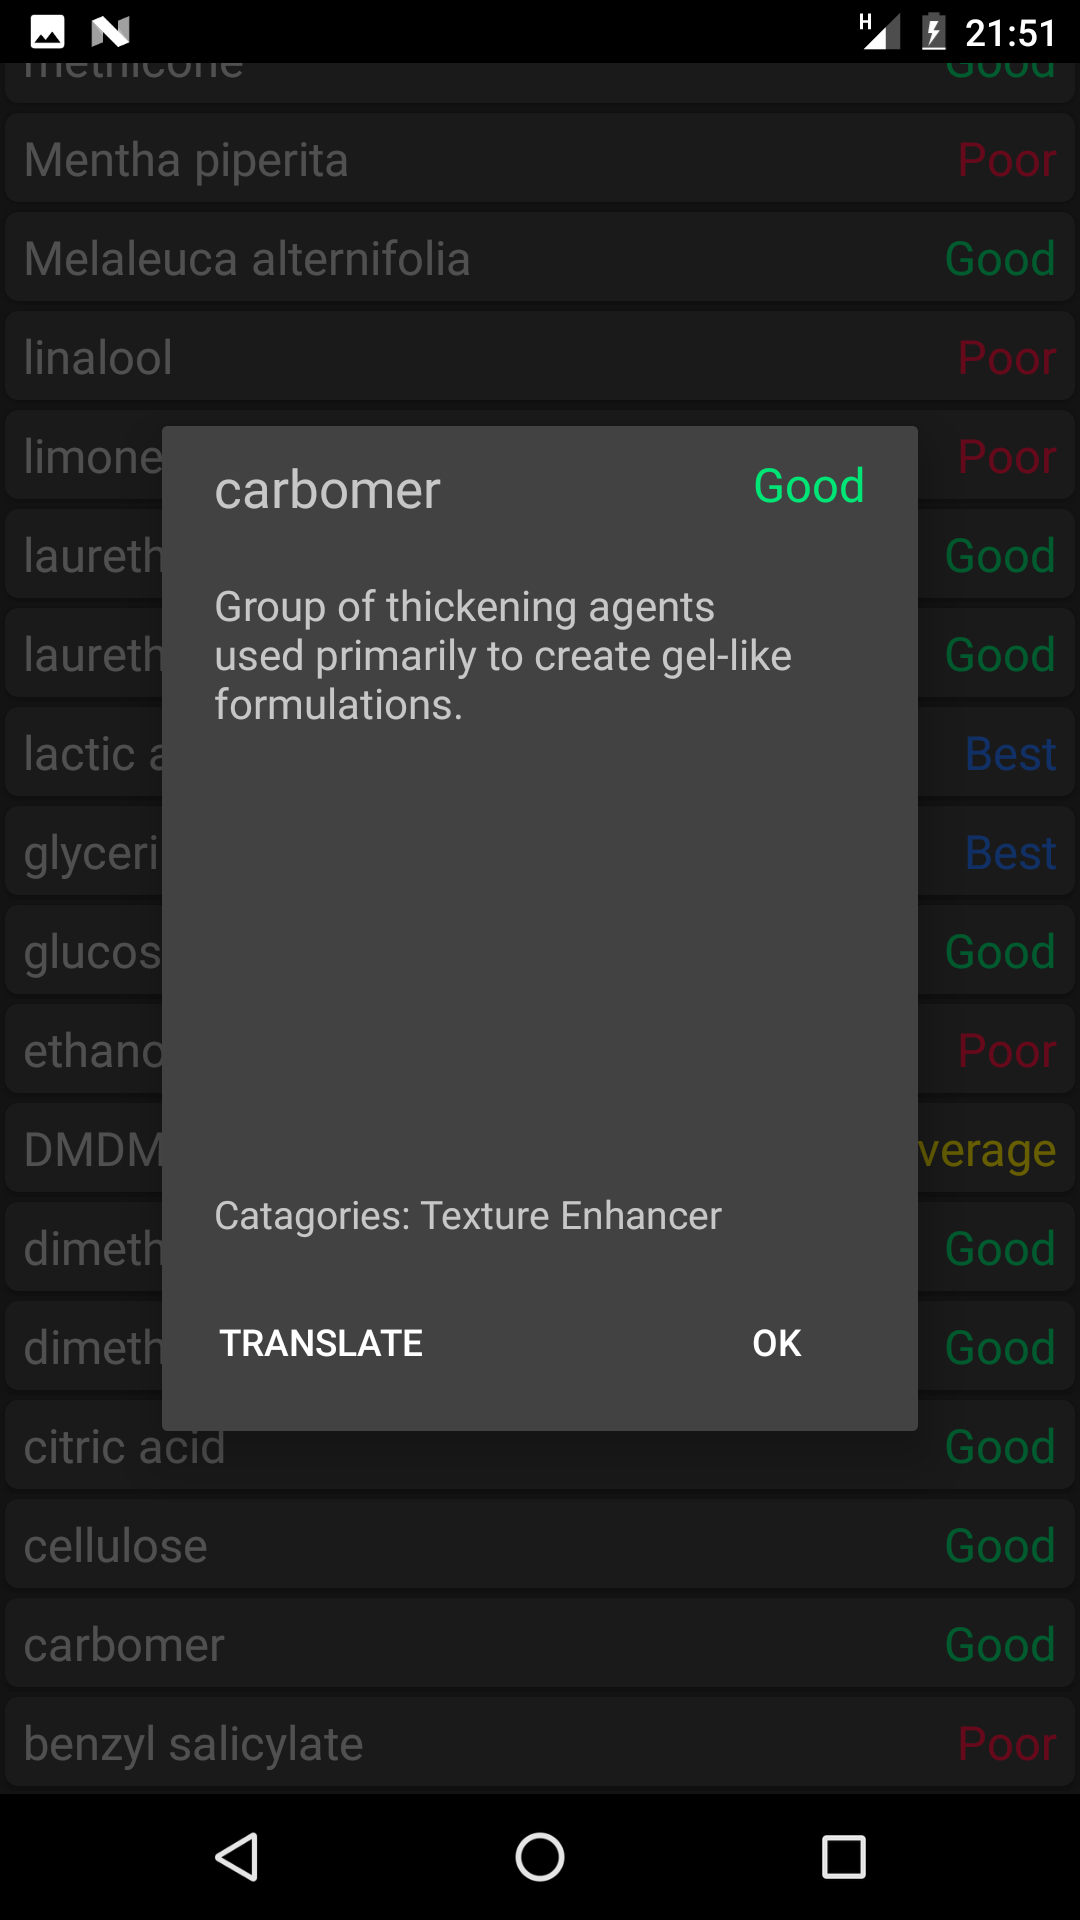 H 21:51
methicone Good
Mentha piperita Poor
Melaleuca alternifolia Good
linalool Poor
limone Poor
carbomer Good
laureth Good
Group of thickening agents
used primarily to create gel-like
formulations.
laureth Good
lactic a Best
glyceri Best
glucos Good
ethano Poor
DMDM verage
Catagories: Texture Enhancer
dimeth Good
TRANSLATE OK
dimeth Good
citric acid Good
cellulose Good
carbomer Good
benzyl salicylate Poor